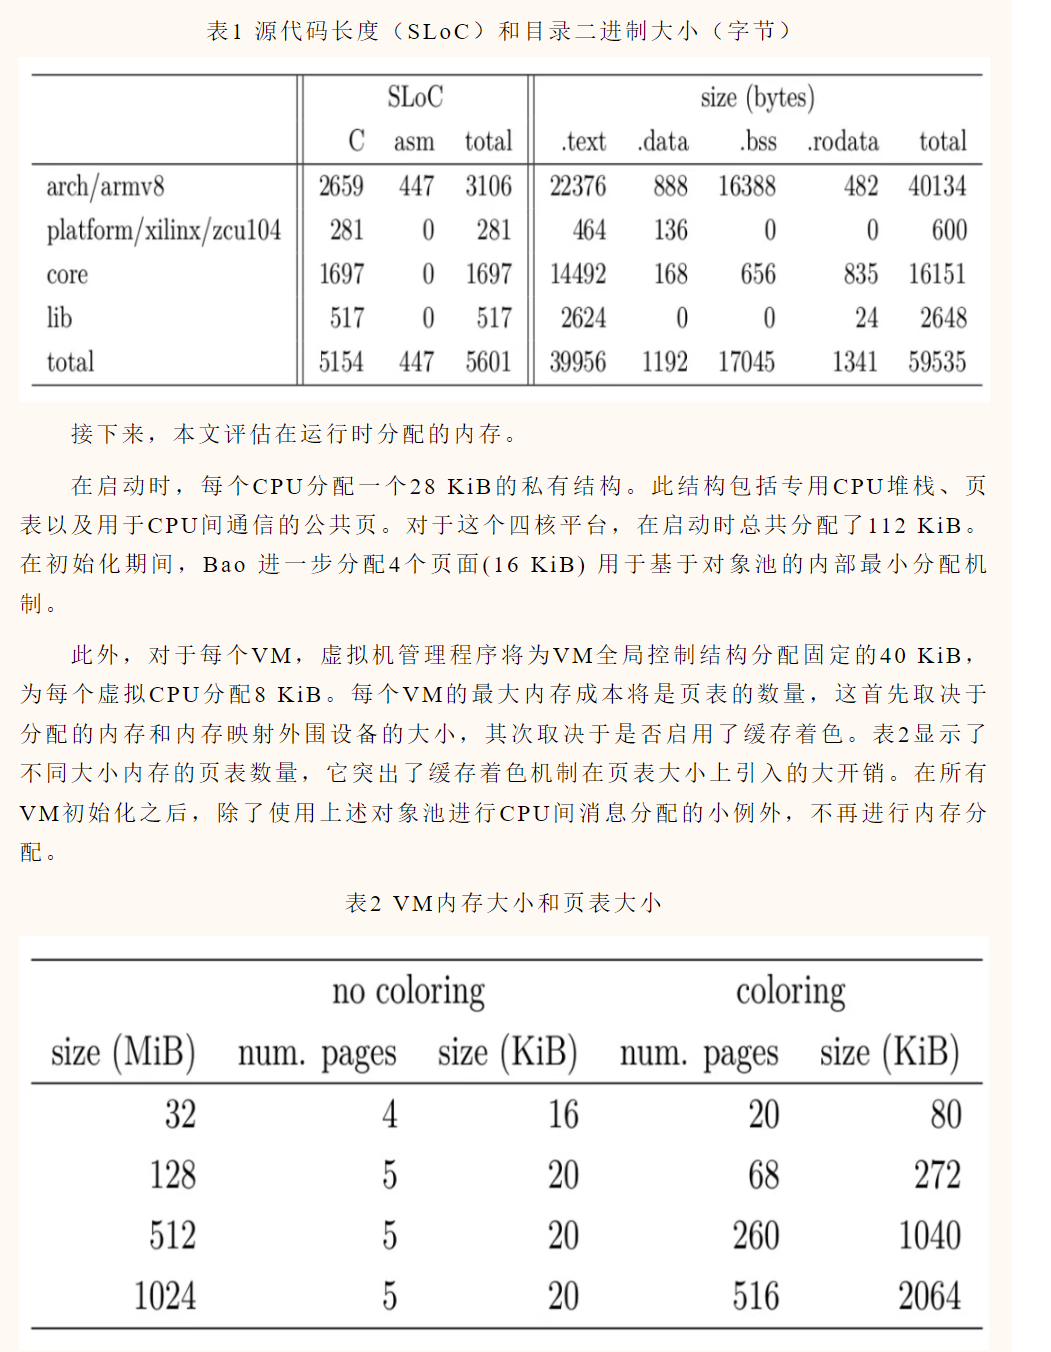 表1 源代码长度（SLoC）和目录二进制大小（字节）
SLoC size (bytes)
C asm total .text .data .bss .rodata total
arch/armv8 2659 447 3106 22376 888 16388 482 40134
platform/xilinx/zcu104 281 0 281 464 136 0 0 600
core 1697 0 1697 14492 168 656 835 16151
lib 517 0 517 2624 0 0 24 2648
total 5154 447 5601 39956 1192 17045 1341 59535
接下来，本文评估在运行时分配的内存。
在启动时，每个CPU分配一个28 KiB的私有结构。此结构包括专用CPU堆栈、页
表以及用于CPU间通信的公共页。对于这个四核平台，在启动时总共分配了112 KiB。
在初始化期间，Bao 进一步分配4个页面(16 KiB) 用于基于对象池的内部最小分配机
制。
此外，对于每个VM，虚拟机管理程序将为VM全局控制结构分配固定的40 KiB，
为每个虚拟CPU分配8 KiB。每个VM的最大内存成本将是页表的数量，这首先取决于
分配的内存和内存映射外围设备的大小，其次取决于是否启用了缓存着色。表2显示了
不同大小内存的页表数量，它突出了缓存着色机制在页表大小上引入的大开销。在所有
VM初始化之后，除了使用上述对象池进行CPU间消息分配的小例外，不再进行内存分
配。
表2 VM内存大小和页表大小
no coloring coloring
size (MiB) num. pages size (KiB) num. pages size (KiB)
32 4 16 20 80
128 5 20 68 272
512 5 20 260 1040
1024 5 20 516 2064